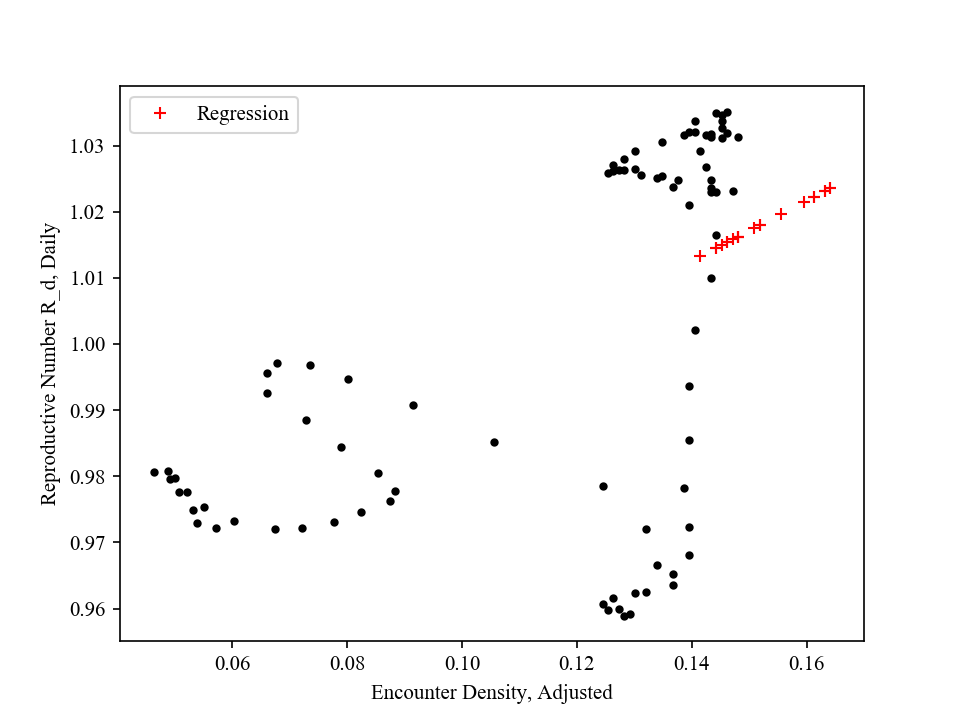 Regression
1.03
1.02
1.01
1.00
0.99
0.98
0.97
0.96
Reproductive Number R_d, Daily
0.06 0.08 0.10 0.12 0.14 0.16
Encounter Density, Adjusted